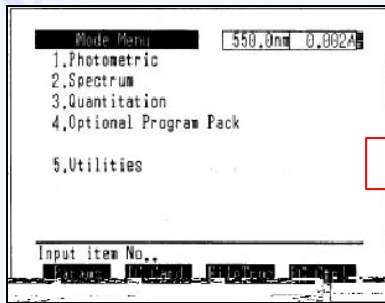 Mode Menu 550.0nm 0.002A
1.Photometric
2.Spectrum
3.Quantitation
4.Optional Program Pack
5.Utilities
Input item No..